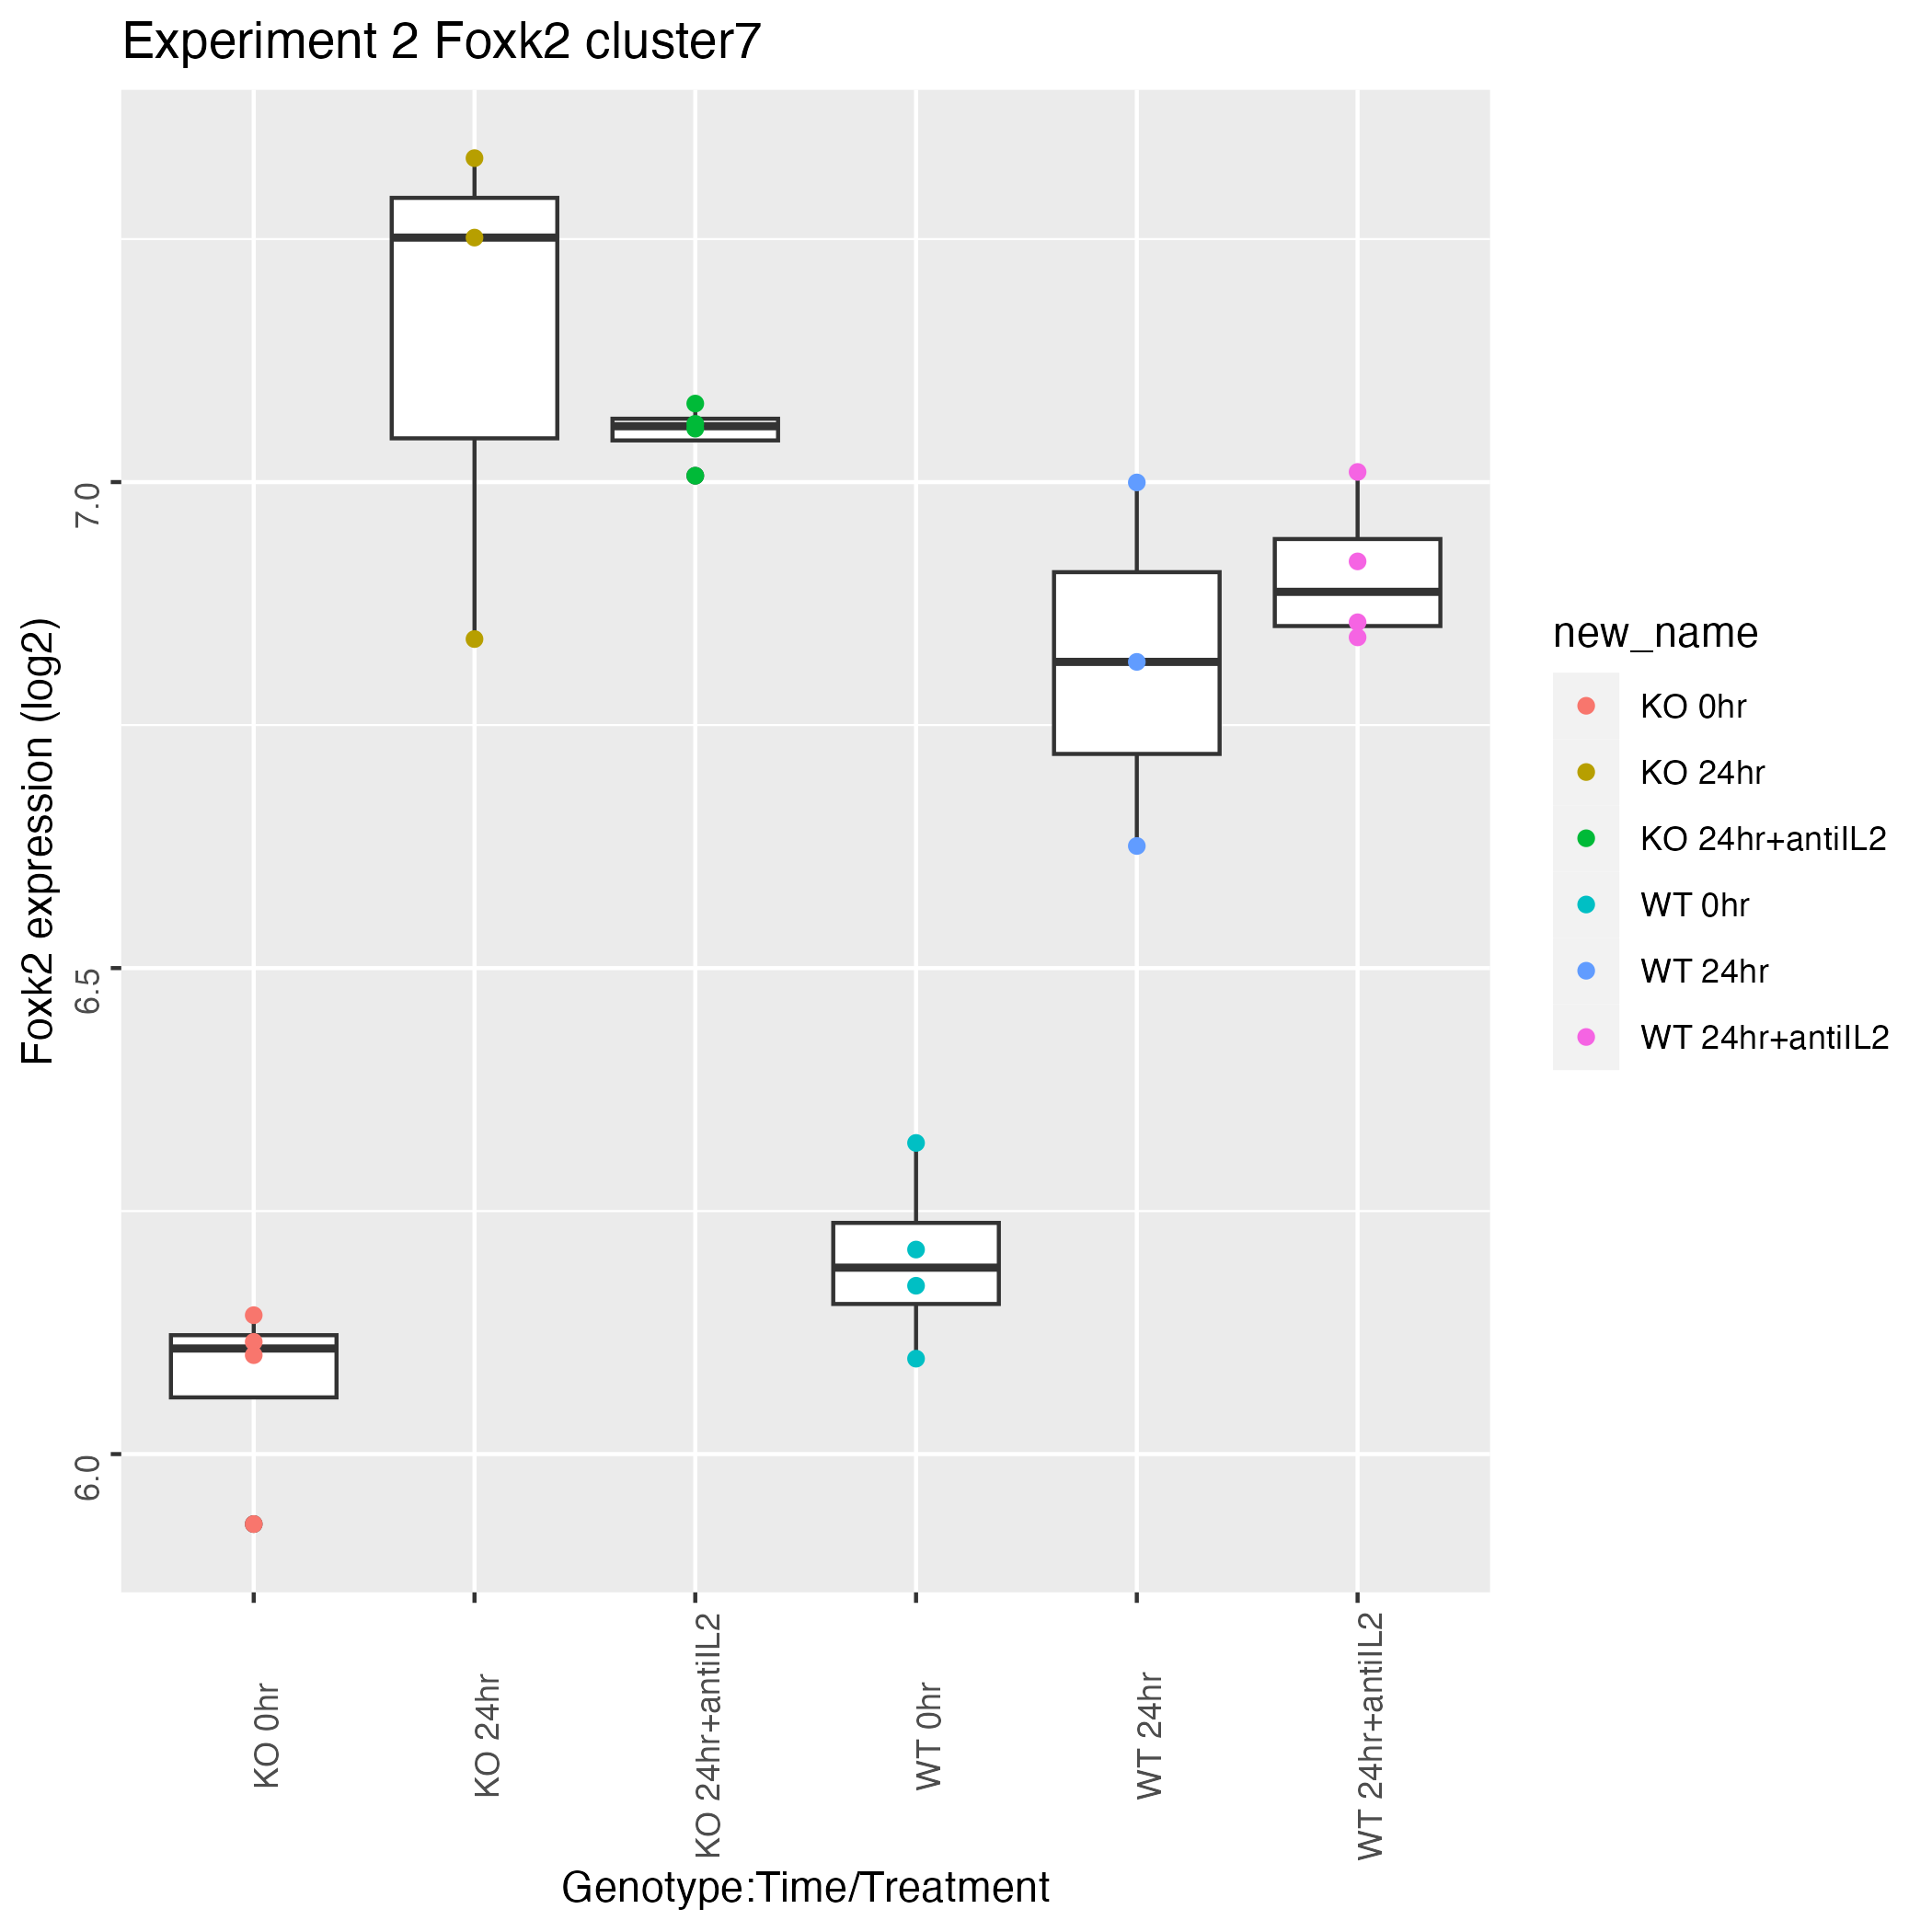 Experiment 2 Foxk2 cluster7
Foxk2 expression (log2)
7.0
6.5
6.0
KO 0hr
KO 24hr
KO 24hr+antiIL2
WT 0hr
WT 24hr
WT 24hr+antiIL2
Genotype:Time/Treatment
new_name
KO 0hr
KO 24hr
KO 24hr+antiIL2
WT 0hr
WT 24hr
WT 24hr+antiIL2